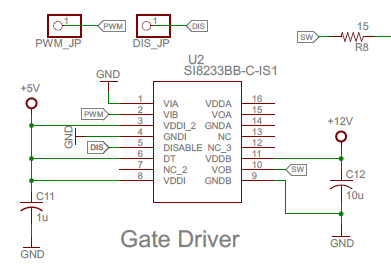 1
PWM
1
DIS
PWM_JP
DIS_JP
15
SW
R8
U2
SI8233BB-C-IS1
GND
+5V
1 VIA VDDA 16
PWM 2 VIB VOA 15
3 VDDI_2 GNDA 14
GND 4 GNDI NC 13
DIS 5 DISABLE NC_3 12
6 DT VDDB 11
7 NC_2 VOB 10 SW
8 VDDI GNDB 9
+12V
C11
1u
C12
10u
GND
GND
Gate Driver